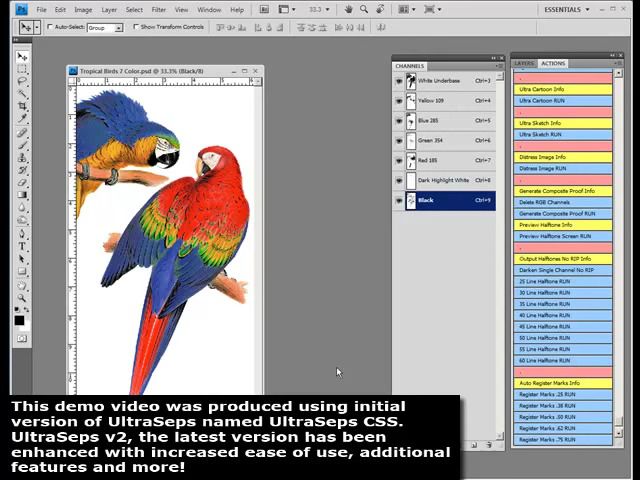 File Edit Image Layer Select Filter Analysis View Window Help 33.3 ESSENTIALS
Auto-Select: Group Show Transform Controls
Tropical Birds 7 Color.psd @ 33.3% (Black/8)
CHANNELS
White Underbase Ctrl+3
Yellow 109 Ctrl+4
Blue 285 Ctrl+5
Green 354 Ctrl+6
Red 185 Ctrl+7
Dark Highlight White Ctrl+8
Black Ctrl+9
LAYERS ACTIONS
Ultra Cartoon Info
Ultra Cartoon RUN
Ultra Sketch Info
Ultra Sketch RUN
Distress Image Info
Distress Image RUN
Generate Composite Proof Info
Delete RGB Channels
Generate Composite Proof RUN
Preview Halftone Info
Preview Halftone Screen RUN
Output Halftones No RIP Info
Darken Single Channel No RIP
25 Line Halftone RUN
30 Line Halftone RUN
35 Line Halftone RUN
40 Line Halftone RUN
45 Line Halftone RUN
50 Line Halftone RUN
55 Line Halftone RUN
60 Line Halftone RUN
Auto Register Marks Info
Register Marks .25 RUN
Register Marks .38 RUN
Register Marks .50 RUN
Register Marks .62 RUN
Register Marks .75 RUN
This demo video was produced using initial
version of UltraSeps named UltraSeps CSS.
UltraSeps v2, the latest version has been
enhanced with increased ease of use, additional
features and more!